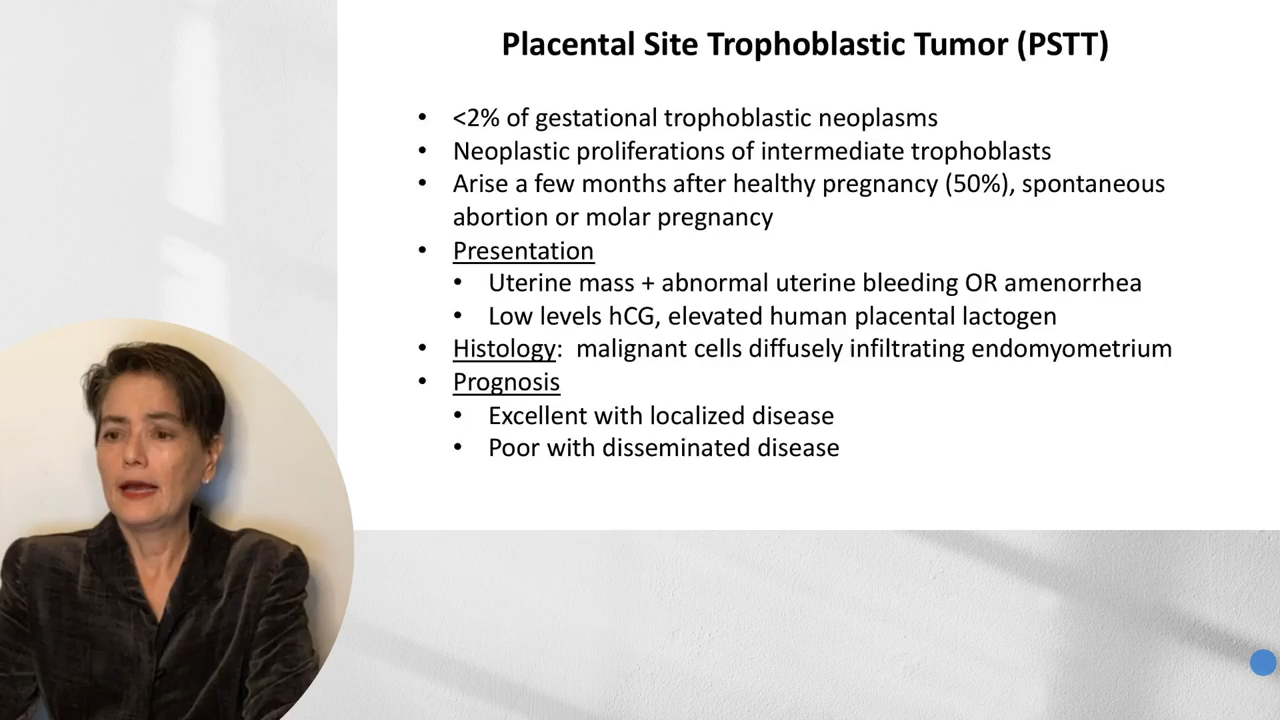 Placental Site Trophoblastic Tumor (PSTT)
• <2% of gestational trophoblastic neoplasms
• Neoplastic proliferations of intermediate trophoblasts
• Arise a few months after healthy pregnancy (50%), spontaneous
abortion or molar pregnancy
• Presentation
• Uterine mass + abnormal uterine bleeding OR amenorrhea
• Low levels hCG, elevated human placental lactogen
• Histology: malignant cells diffusely infiltrating endomyometrium
• Prognosis
• Excellent with localized disease
• Poor with disseminated disease